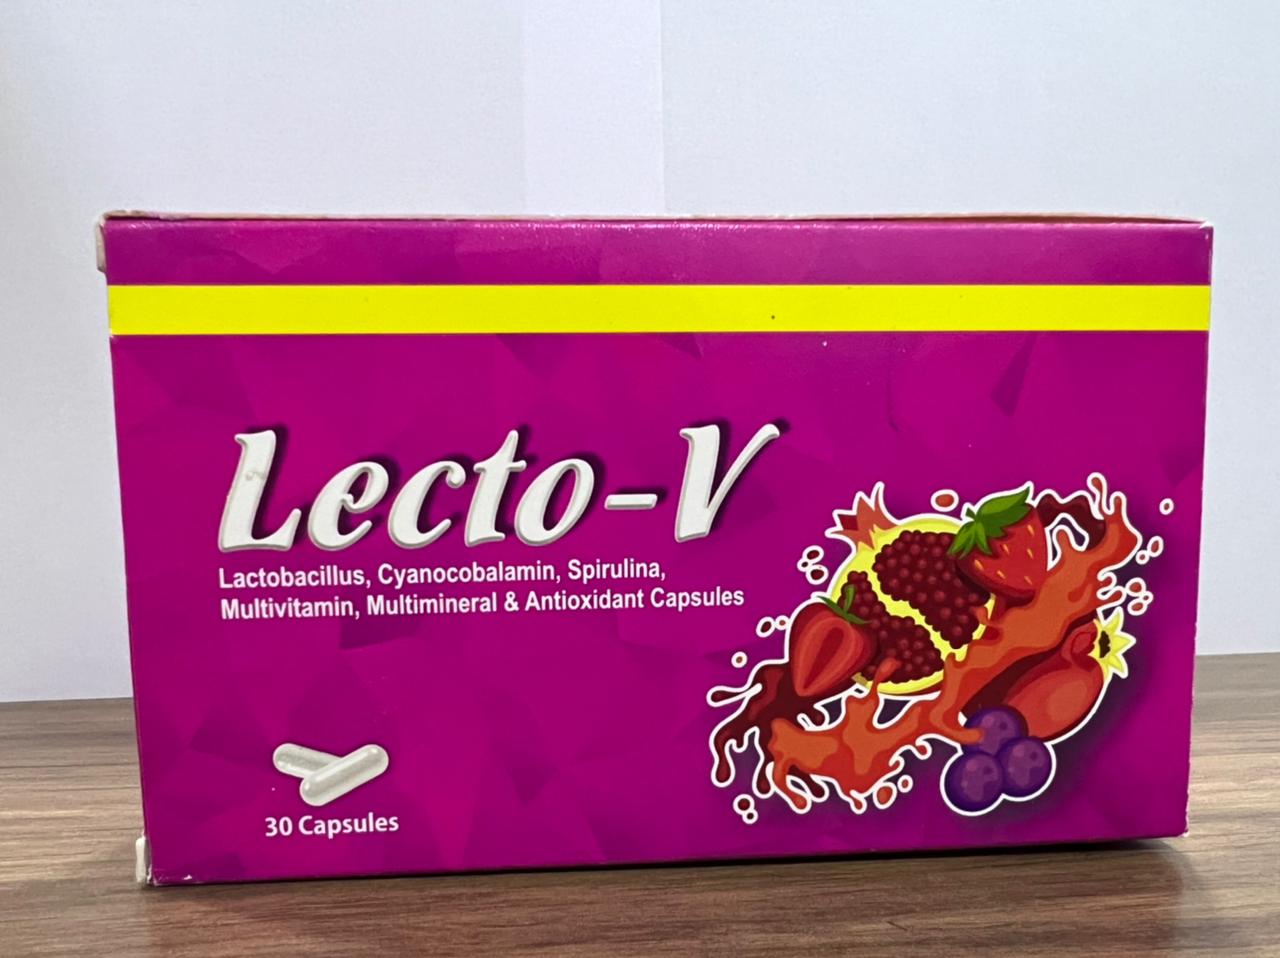 Lecto-V
Lactobacillus, Cyanocobalamin, Spirulina,
Multivitamin, Multimineral & Antioxidant Capsules
30 Capsules